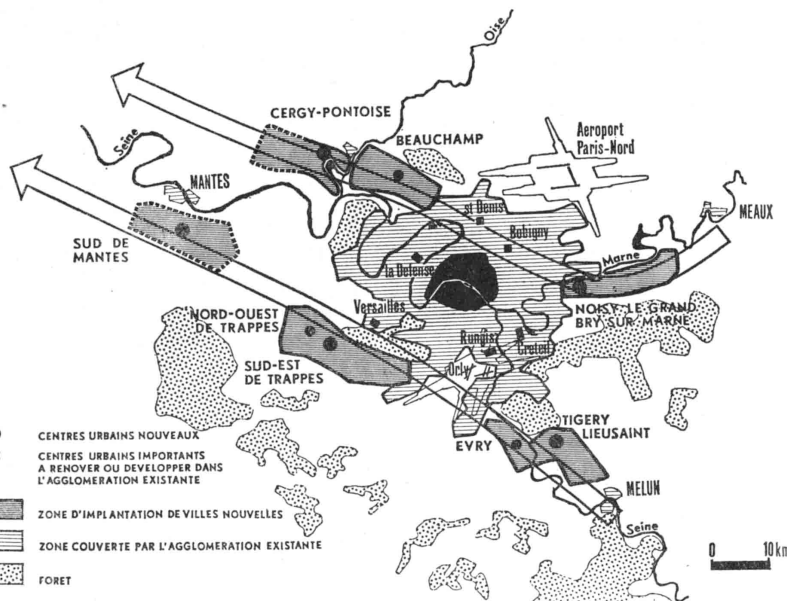 Oise
CERGY-PONTOISE
BEAUCHAMP
Aeroport
Paris-Nord
Seine
MANTES
MEAUX
St Denis
Bobigny
SUD DE
MANTES
la Defense
Marne
NORD-OUEST
DE TRAPPES
Versailles
NOISY-LE-GRAND
BRY SUR MARNE
SUD-EST
DE TRAPPES
Rungis
Creteil
Orly
TIGERY
LIEUSAINT
EVRY
MELUN
Seine
CENTRES URBAINS NOUVEAUX
CENTRES URBAINS IMPORTANTS
A RENOVER OU DEVELOPPER DANS
L'AGGLOMERATION EXISTANTE
ZONE D'IMPLANTATION DE VILLES NOUVELLES
ZONE COUVERTE PAR L'AGGLOMERATION EXISTANTE
FORET
0 10 km